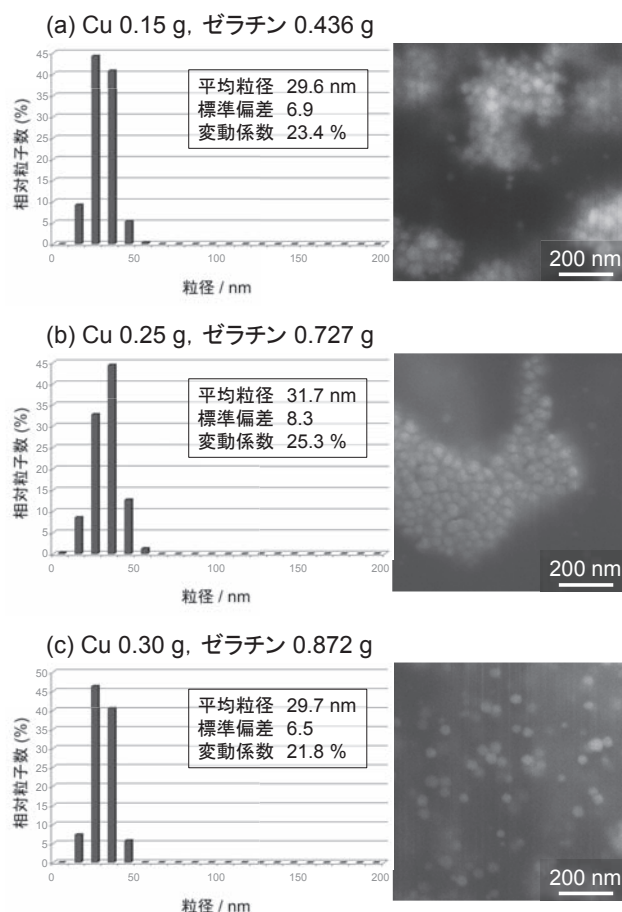 (a) Cu 0.15 g, ゼラチン 0.436 g
相対粒子数 (%)
45
40
35
30
25
20
15
10
5
0
平均粒径 29.6 nm
標準偏差 6.9
変動係数 23.4 %
0 50 100 150 200
粒径 / nm
200 nm
(b) Cu 0.25 g, ゼラチン 0.727 g
相対粒子数 (%)
45
40
35
30
25
20
15
10
5
0
平均粒径 31.7 nm
標準偏差 8.3
変動係数 25.3 %
0 50 100 150 200
粒径 / nm
200 nm
(c) Cu 0.30 g, ゼラチン 0.872 g
相対粒子数 (%)
50
45
40
35
30
25
20
15
10
5
0
平均粒径 29.7 nm
標準偏差 6.5
変動係数 21.8 %
0 50 100 150 200
粒径 / nm
200 nm